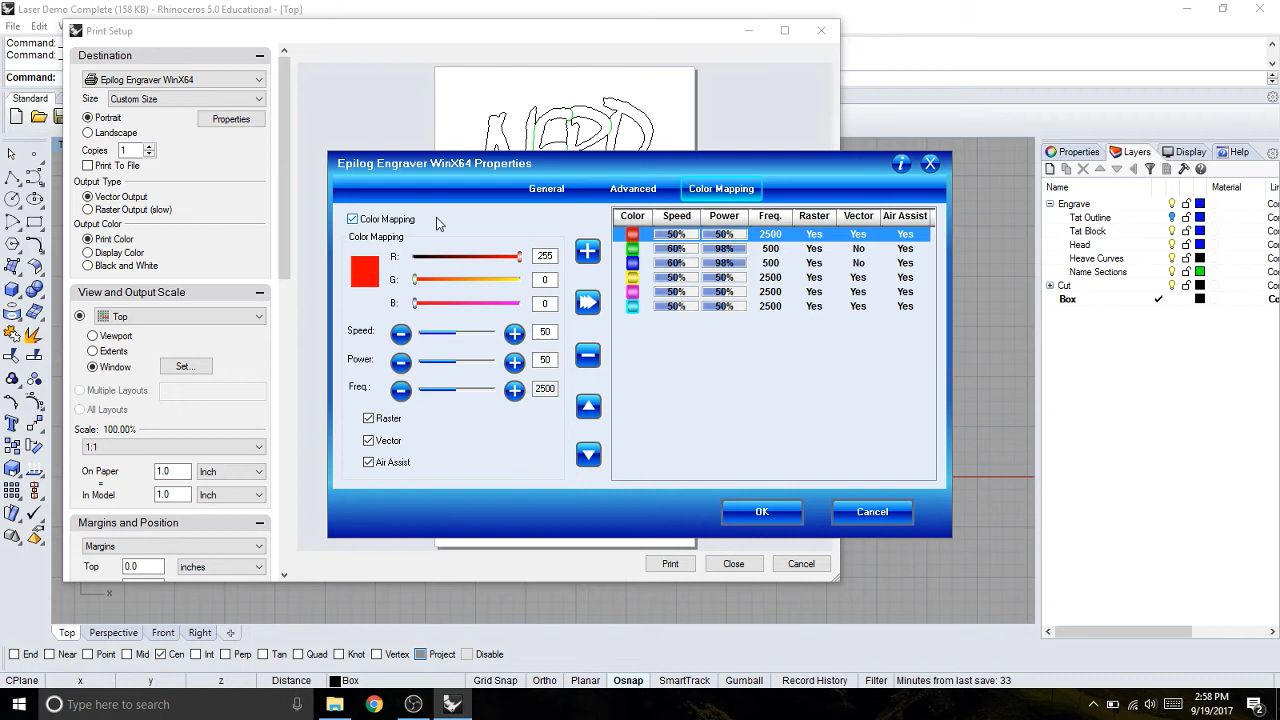 Laser Demo Complete (158 KB) - Rhinoceros 5.0 Educational - [Top]
File Edit
Command:
Command:
Command:
Standard
Print Setup
Destination
Epilog Engraver WinX64
Size Custom Size
Portrait Properties
Landscape
Copies 1
Print To File
Output Type
Vector Output
Raster Output (slow)
Output Color
Print Color
Display Color
Black and White
View and Output Scale
Top
Viewport
Extents
Window Set...
Multiple Layouts
All Layouts
Scale: 100.00%
1:1
On Paper 1.0 Inch
=
In Model 1.0 Inch
Margins and Position
Margins
Top 0.0 inches
Print Close Cancel
Epilog Engraver WinX64 Properties
General Advanced Color Mapping
Color Mapping
Color Mapping
R: 255
G: 0
B: 0
Speed: 50
Power: 50
Freq.: 2500
Raster
Vector
Air Assist
Color Speed Power Freq. Raster Vector Air Assist
50% 50% 2500 Yes Yes Yes
60% 98% 500 Yes No Yes
60% 98% 500 Yes No Yes
50% 50% 2500 Yes Yes Yes
50% 50% 2500 Yes Yes Yes
50% 50% 2500 Yes Yes Yes
OK Cancel
Properties Layers Display Help
Name Material
Engrave
Tat Outline
Head
Tat Block
Herky Lines
Name Sections
Cut
Box
x
Top Perspective Front Right
End Near Point Mid Cen Int Perp Tan Quad Knot Vertex Project Disable
CPlane x y z Distance Box Grid Snap Ortho Planar Osnap SmartTrack Gumball Record History Filter Minutes from last save: 33
Type here to search
2:58 PM
9/19/2017